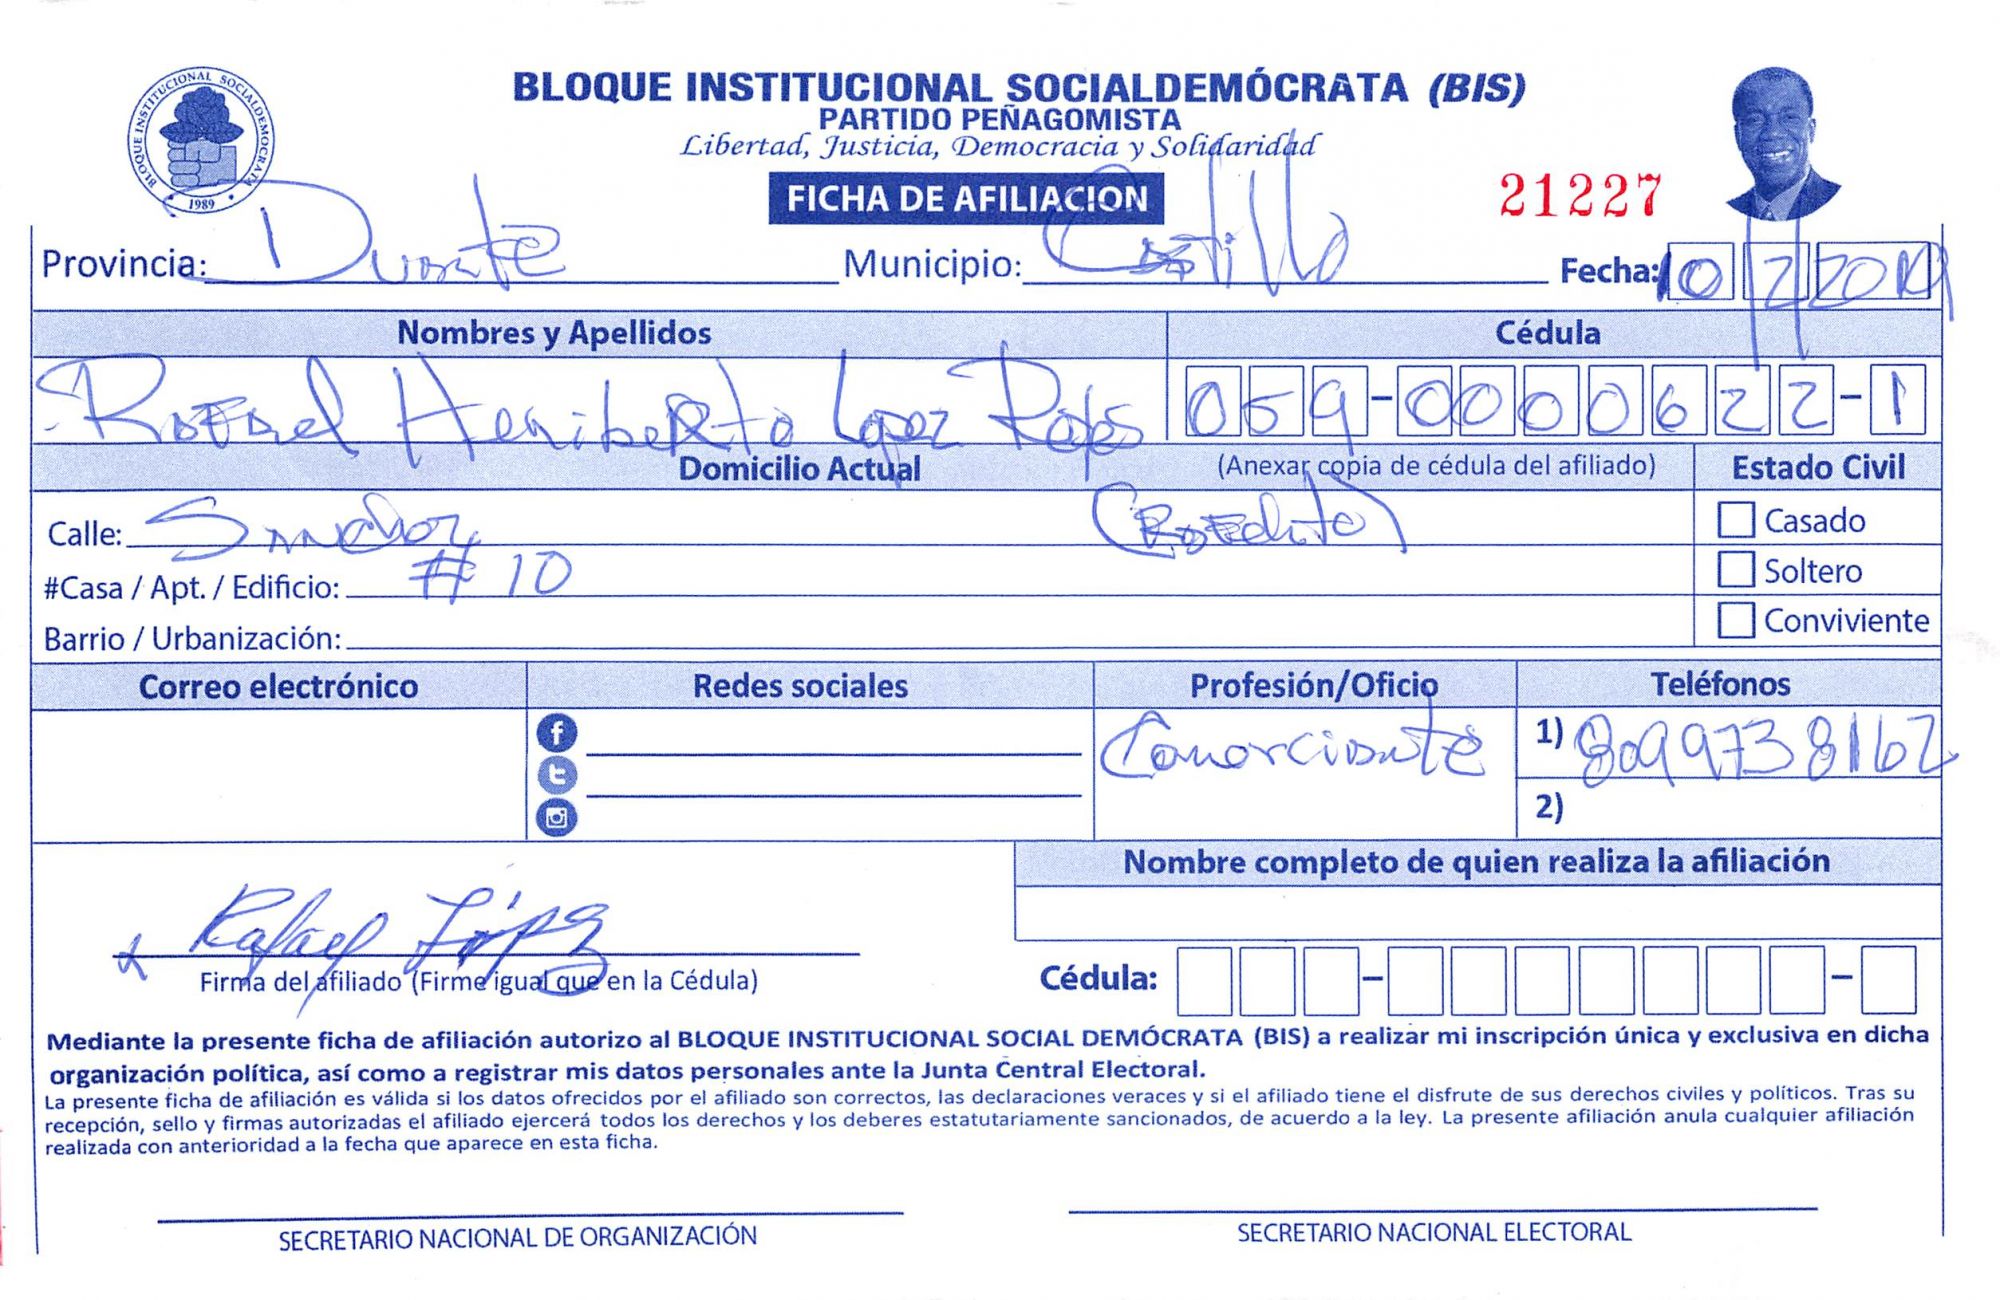 BLOQUE INSTITUCIONAL SOCIALDEMOCRATA
1989
BLOQUE INSTITUCIONAL SOCIALDEMÓCRATA (BIS)
PARTIDO PEÑAGOMISTA
Libertad, Justicia, Democracia y Solidaridad
FICHA DE AFILIACION
21227
Provincia: Duarte Municipio: Castillo Fecha: 10 / 2 / 2019
Nombres y Apellidos Cédula
Rafael Heriberto Lopez 059-0000622-1
Domicilio Actual (Anexar copia de cédula del afiliado) Estado Civil
Calle: Sanchez (Rafelito) Casado
#Casa / Apt. / Edificio: # 10 Soltero
Barrio / Urbanización: Conviviente
Correo electrónico Redes sociales Profesión/Oficio Teléfonos
Comerciante 1) 8099738162
2)
Nombre completo de quien realiza la afiliación
Rafael López
Firma del afiliado (Firme igual que en la Cédula) Cédula: - -
Mediante la presente ficha de afiliación autorizo al BLOQUE INSTITUCIONAL SOCIAL DEMÓCRATA (BIS) a realizar mi inscripción única y exclusiva en dicha
organización política, así como a registrar mis datos personales ante la Junta Central Electoral.
La presente ficha de afiliación es válida si los datos ofrecidos por el afiliado son correctos, las declaraciones veraces y si el afiliado tiene el disfrute de sus derechos civiles y políticos. Tras su
recepción, sello y firmas autorizadas el afiliado ejercerá todos los derechos y los deberes estatutariamente sancionados, de acuerdo a la ley. La presente afiliación anula cualquier afiliación
realizada con anterioridad a la fecha que aparece en esta ficha.
SECRETARIO NACIONAL DE ORGANIZACIÓN SECRETARIO NACIONAL ELECTORAL